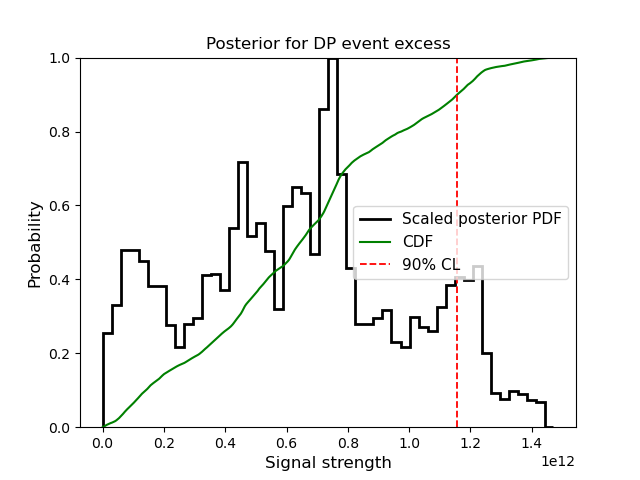 Posterior for DP event excess
Probability
1.0
0.8
0.6
0.4
0.2
0.0
Scaled posterior PDF
CDF
90% CL
0.0 0.2 0.4 0.6 0.8 1.0 1.2 1.4
1e12
Signal strength